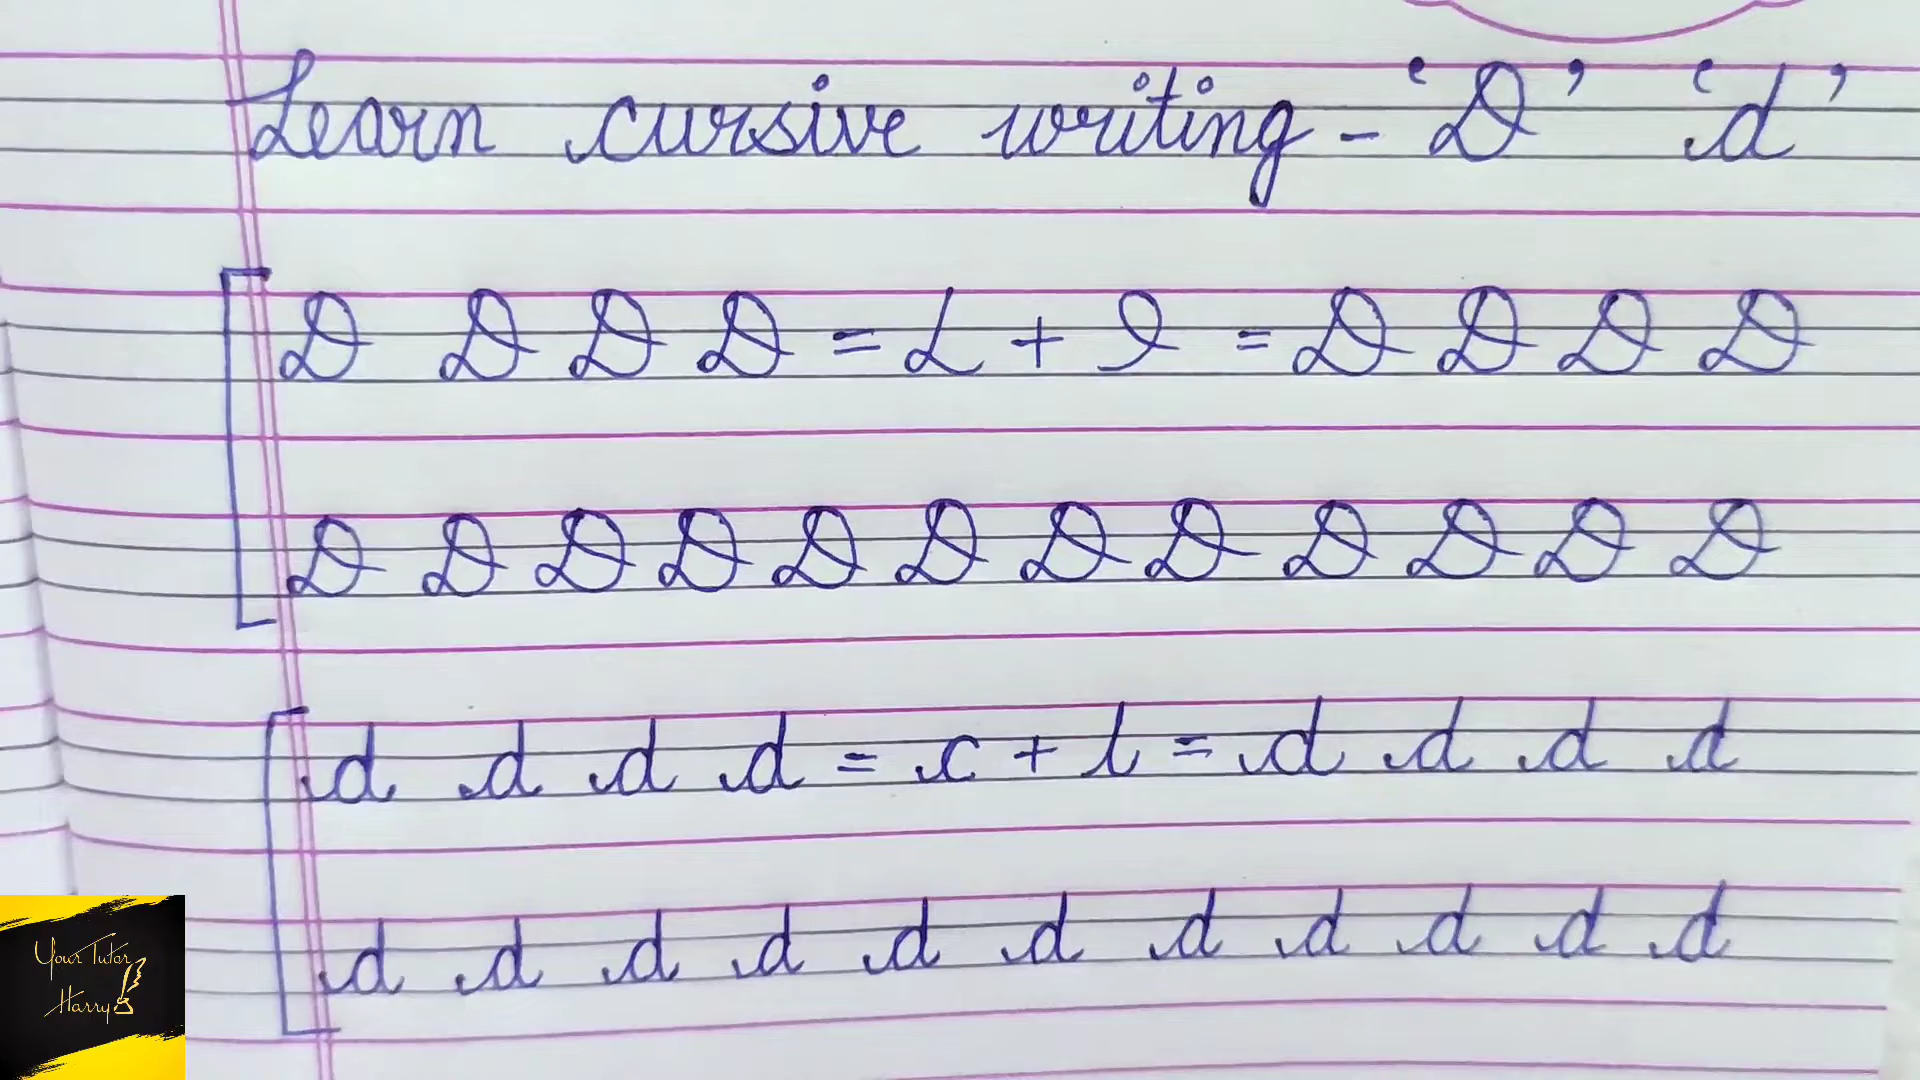 Learn cursive writing - 'D' 'd'
D D D D = L + I = D D D D
D D D D D D D D D D D D
d d d d = c + t = d d d d
d d d d d d d d d d d
Your Tutor
Harry